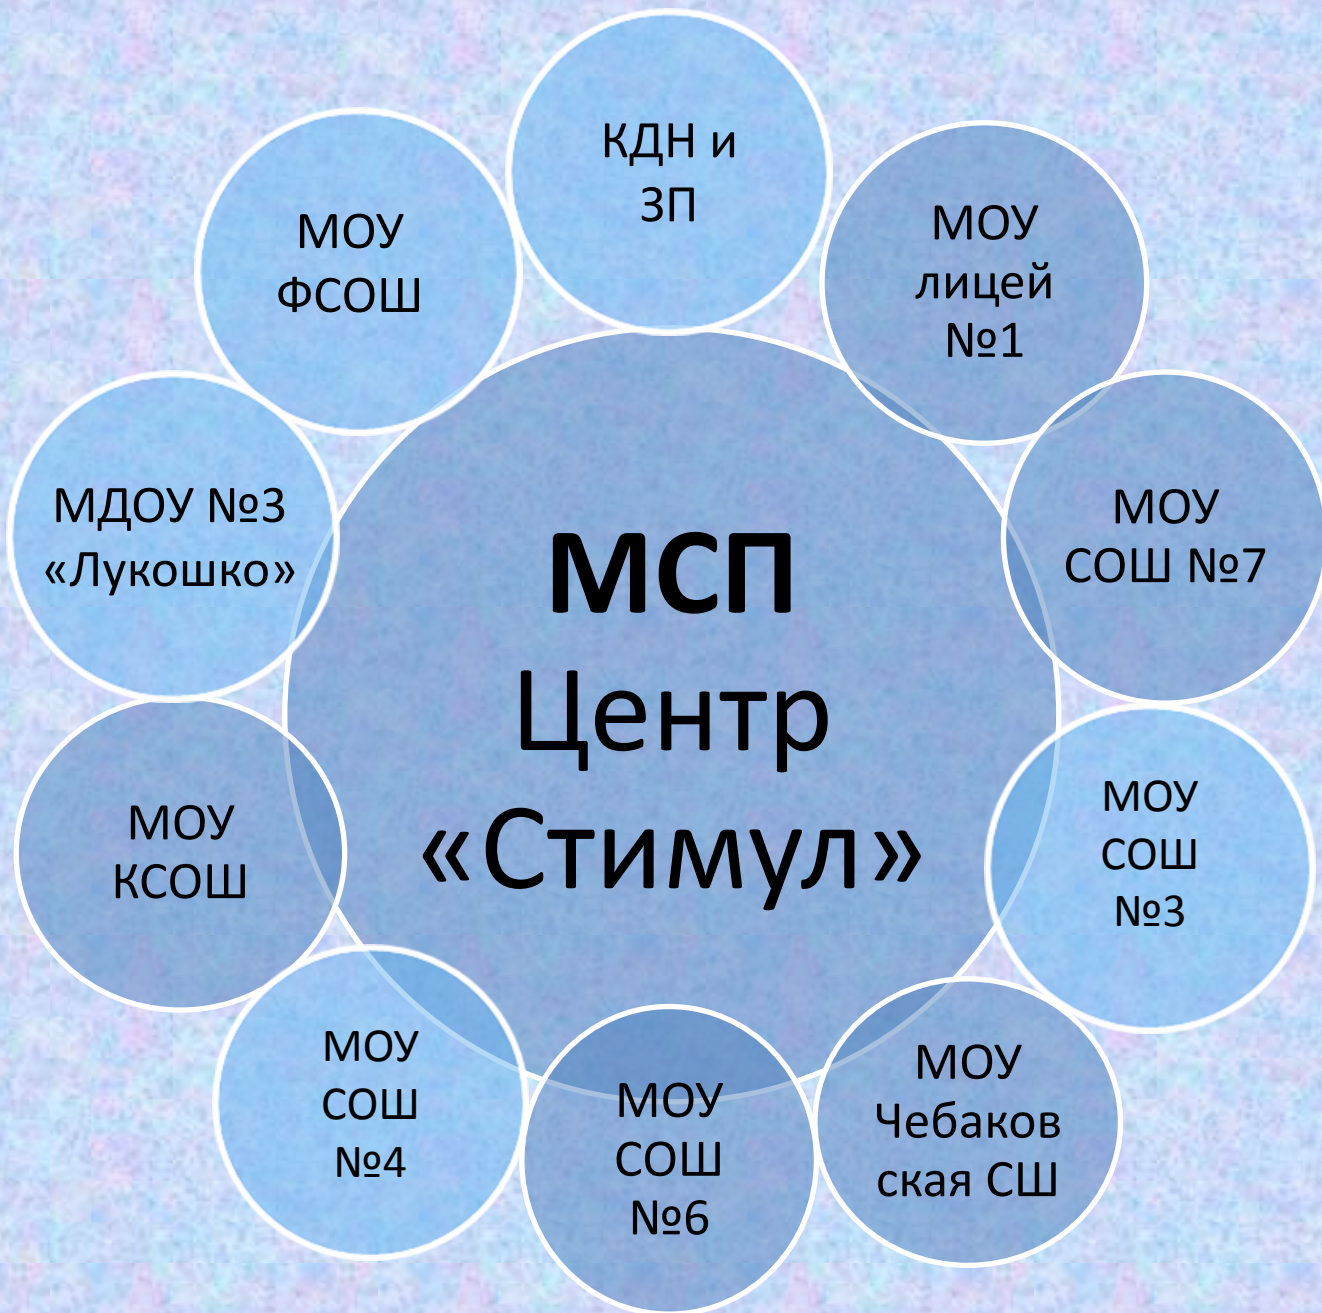 КДН и
ЗП
МОУ
лицей
№1
МОУ
СОШ №7
МОУ
СОШ
№3
МОУ
Чебаков
ская СШ
МОУ
СОШ
№6
МОУ
СОШ
№4
МОУ
КСОШ
МДОУ №3
«Лукошко»
МОУ
ФСОШ
МСП
Центр
«Стимул»